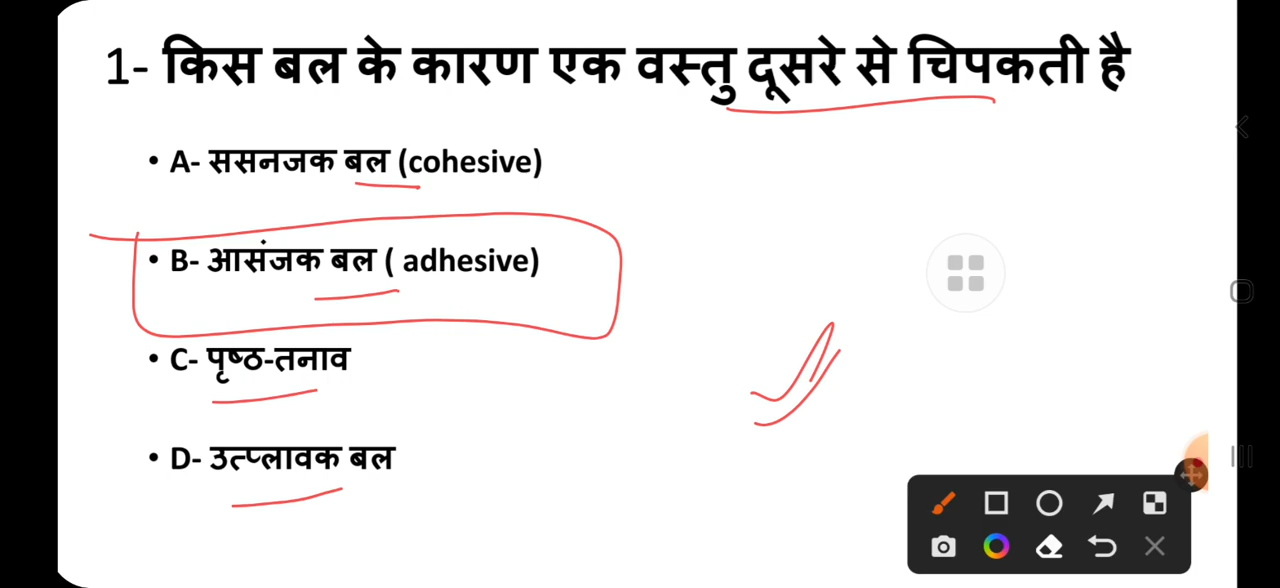 1- किस बल के कारण एक वस्तु दूसरे से चिपकती है
• A- ससनजक बल (cohesive)
• B- आसंजक बल ( adhesive)
• C- पृष्ठ-तनाव
• D- उत्प्लावक बल